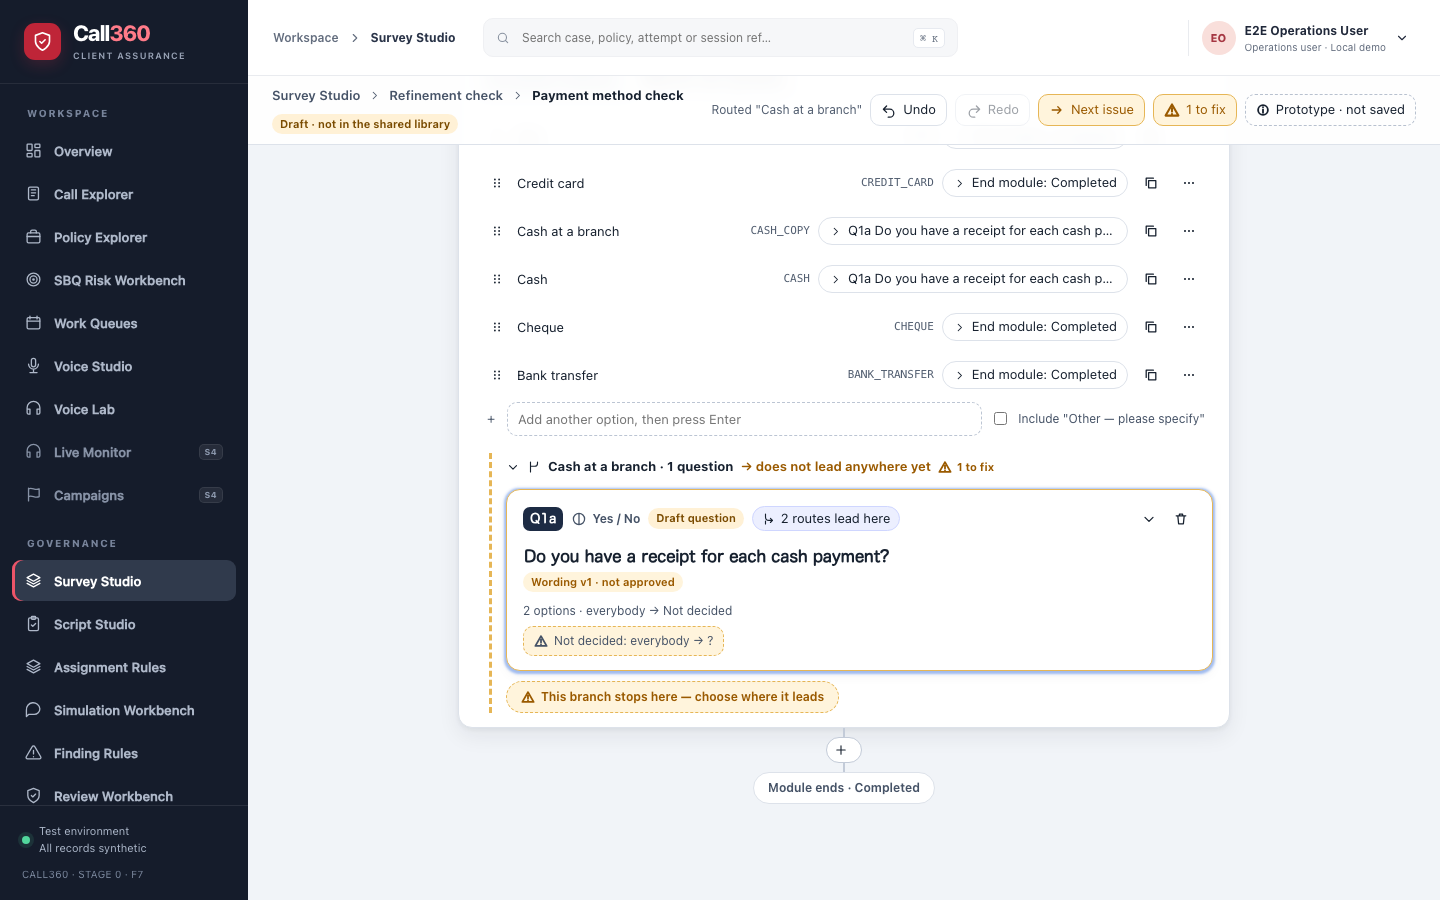 Call360
CLIENT ASSURANCE
WORKSPACE
Overview
Call Explorer
Policy Explorer
SBQ Risk Workbench
Work Queues
Voice Studio
Voice Lab
Live Monitor S4
Campaigns S4
GOVERNANCE
Survey Studio
Script Studio
Assignment Rules
Simulation Workbench
Finding Rules
Review Workbench
Test environment
All records synthetic
CALL360 · STAGE 0 · F7
Workspace > Survey Studio
Search case, policy, attempt or session ref... ⌘ K
EO
E2E Operations User
Operations user · Local demo
Survey Studio > Refinement check > Payment method check
Draft · not in the shared library
Routed "Cash at a branch"
Undo
Redo
→ Next issue
1 to fix
Prototype · not saved
Credit card CREDIT_CARD > End module: Completed
Cash at a branch CASH_COPY > Q1a Do you have a receipt for each cash p...
Cash CASH > Q1a Do you have a receipt for each cash p...
Cheque CHEQUE > End module: Completed
Bank transfer BANK_TRANSFER > End module: Completed
+ Add another option, then press Enter Include "Other — please specify"
Cash at a branch · 1 question → does not lead anywhere yet 1 to fix
Q1a Yes / No Draft question 2 routes lead here
Do you have a receipt for each cash payment?
Wording v1 · not approved
2 options · everybody → Not decided
Not decided: everybody → ?
This branch stops here — choose where it leads
+
Module ends · Completed